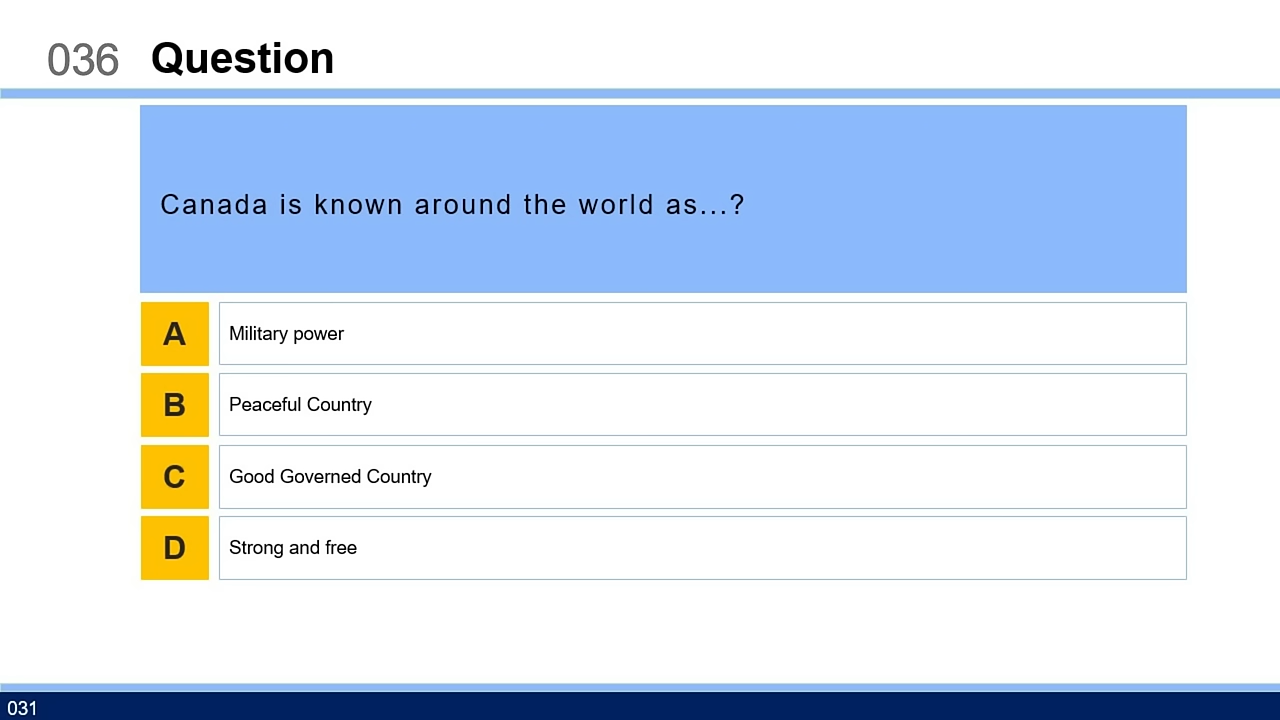 036 Question
Canada is known around the world as...?
A Military power
B Peaceful Country
C Good Governed Country
D Strong and free
031